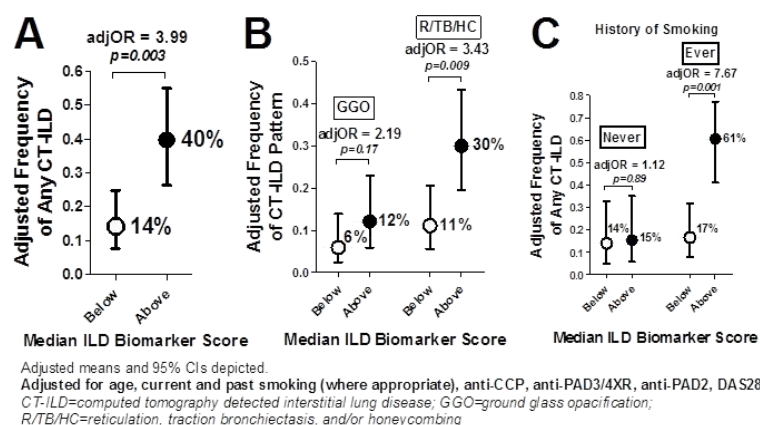 A
adjOR = 3.99
p=0.003
Adjusted Frequency
of Any CT-ILD
0.6
0.5
0.4
0.3
0.2
0.1
0.0
14%
40%
Below
Above
Median ILD Biomarker Score
B
R/TB/HC
adjOR = 3.43
p=0.009
GGO
adjOR = 2.19
p=0.17
Adjusted Frequency
of CT-ILD Pattern
0.5
0.4
0.3
0.2
0.1
0.0
6%
12%
11%
30%
Below
Above
Below
Above
Median ILD Biomarker Score
C
History of Smoking
Ever
adjOR = 7.67
p=0.001
Never
adjOR = 1.12
p=0.89
Adjusted Frequency
of Any CT-ILD
0.8
0.7
0.6
0.5
0.4
0.3
0.2
0.1
0.0
14%
15%
17%
61%
Below
Above
Below
Above
Median ILD Biomarker Score
Adjusted means and 95% CIs depicted.
Adjusted for age, current and past smoking (where appropriate), anti-CCP, anti-PAD3/4XR, anti-PAD2, DAS28
CT-ILD=computed tomography detected interstitial lung disease; GGO=ground glass opacification;
R/TB/HC=reticulation, traction bronchiectasis, and/or honeycombing